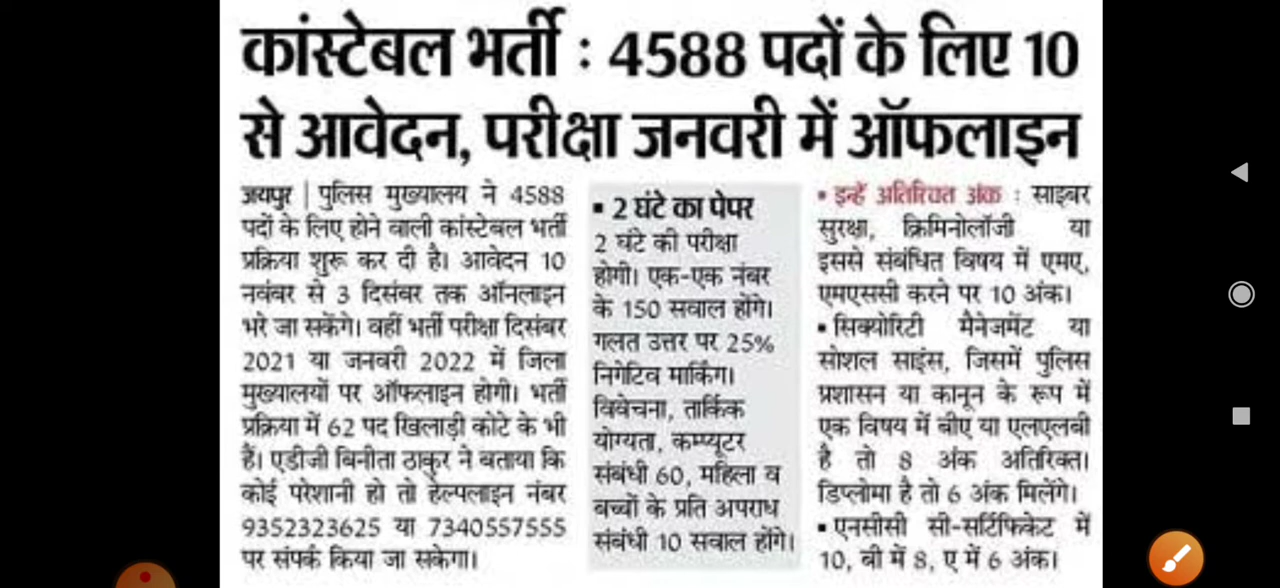 कांस्टेबल भर्ती : 4588 पदों के लिए 10
से आवेदन, परीक्षा जनवरी में ऑफलाइन
जयपुर | पुलिस मुख्यालय ने 4588
पदों के लिए होने वाली कांस्टेबल भर्ती
प्रक्रिया शुरू कर दी है। आवेदन 10
नवंबर से 3 दिसंबर तक ऑनलाइन
भरे जा सकेंगे। वहीं भर्ती परीक्षा दिसंबर
2021 या जनवरी 2022 में जिला
मुख्यालयों पर ऑफलाइन होगी। भर्ती
प्रक्रिया में 62 पद खिलाड़ी कोटे के भी
हैं। एडीजी बिनीता ठाकुर ने बताया कि
कोई परेशानी हो तो हेल्पलाइन नंबर
9352323625 या 7340557555
पर संपर्क किया जा सकेगा।
▪ 2 घंटे का पेपर
2 घंटे की परीक्षा
होगी। एक-एक नंबर
के 150 सवाल होंगे।
गलत उत्तर पर 25%
निगेटिव मार्किंग।
विवेचना, तार्किक
योग्यता, कम्प्यूटर
संबंधी 60, महिला व
बच्चों के प्रति अपराध
संबंधी 10 सवाल होंगे।
▪ इन्हें अतिरिक्त अंक : साइबर
सुरक्षा, क्रिमिनोलॉजी या
इससे संबंधित विषय में एमए,
एमएससी करने पर 10 अंक।
▪ सिक्योरिटी मैनेजमेंट या
सोशल साइंस, जिसमें पुलिस
प्रशासन या कानून के रूप में
एक विषय में बीए या एलएलबी
है तो 8 अंक अतिरिक्त।
डिप्लोमा है तो 6 अंक मिलेंगे।
▪ एनसीसी सी-सर्टिफिकेट में
10, बी में 8, ए में 6 अंक।